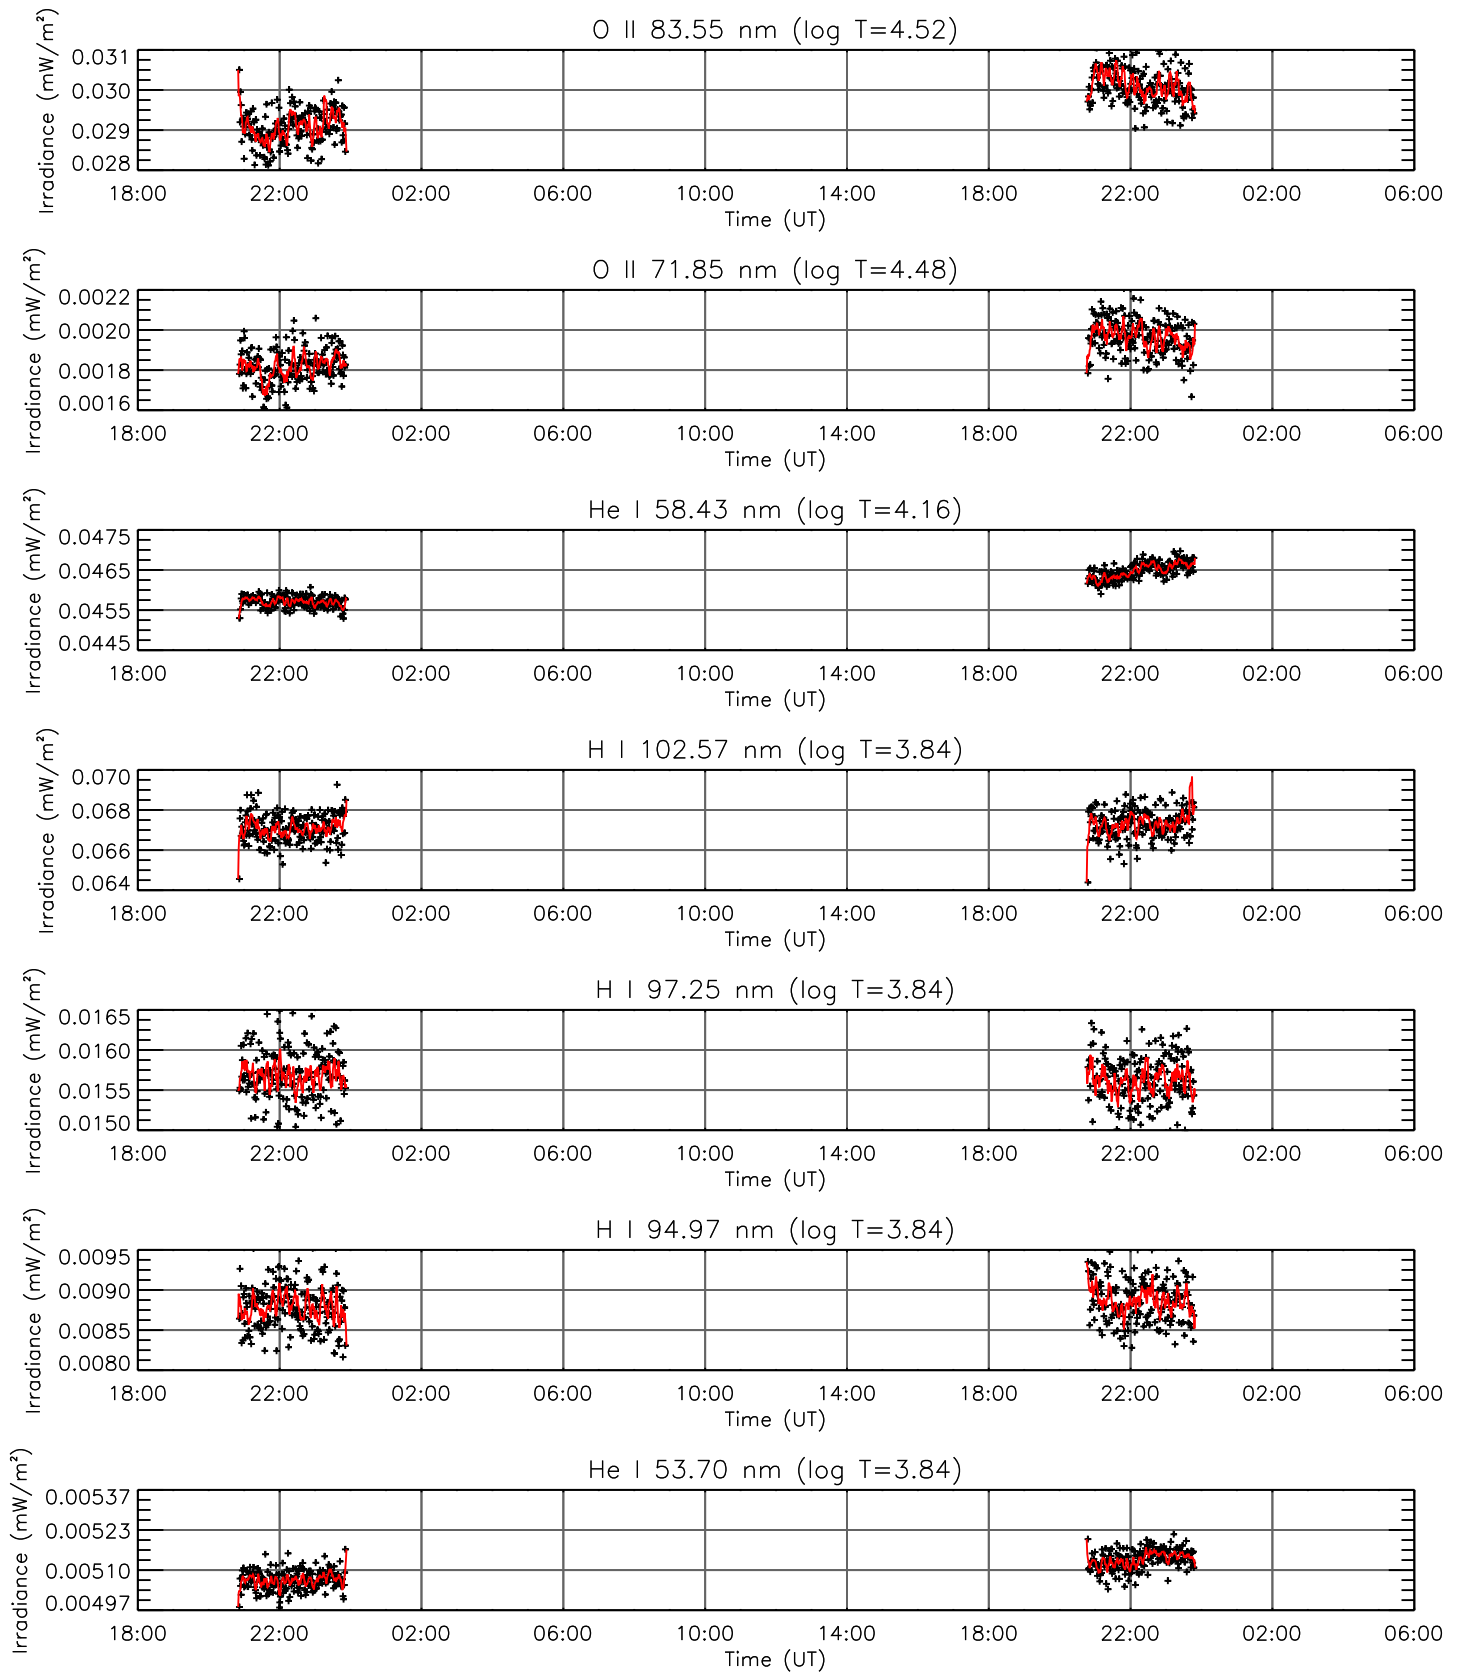 O II 83.55 nm (log T=4.52)
Irradiance (mW/m²)
0.031
0.030
0.029
0.028
18:00 22:00 02:00 06:00 10:00 14:00 18:00 22:00 02:00 06:00
Time (UT)
O II 71.85 nm (log T=4.48)
Irradiance (mW/m²)
0.0022
0.0020
0.0018
0.0016
18:00 22:00 02:00 06:00 10:00 14:00 18:00 22:00 02:00 06:00
Time (UT)
He I 58.43 nm (log T=4.16)
Irradiance (mW/m²)
0.0475
0.0465
0.0455
0.0445
18:00 22:00 02:00 06:00 10:00 14:00 18:00 22:00 02:00 06:00
Time (UT)
H I 102.57 nm (log T=3.84)
Irradiance (mW/m²)
0.070
0.068
0.066
0.064
18:00 22:00 02:00 06:00 10:00 14:00 18:00 22:00 02:00 06:00
Time (UT)
H I 97.25 nm (log T=3.84)
Irradiance (mW/m²)
0.0165
0.0160
0.0155
0.0150
18:00 22:00 02:00 06:00 10:00 14:00 18:00 22:00 02:00 06:00
Time (UT)
H I 94.97 nm (log T=3.84)
Irradiance (mW/m²)
0.0095
0.0090
0.0085
0.0080
18:00 22:00 02:00 06:00 10:00 14:00 18:00 22:00 02:00 06:00
Time (UT)
He I 53.70 nm (log T=3.84)
Irradiance (mW/m²)
0.00537
0.00523
0.00510
0.00497
18:00 22:00 02:00 06:00 10:00 14:00 18:00 22:00 02:00 06:00
Time (UT)